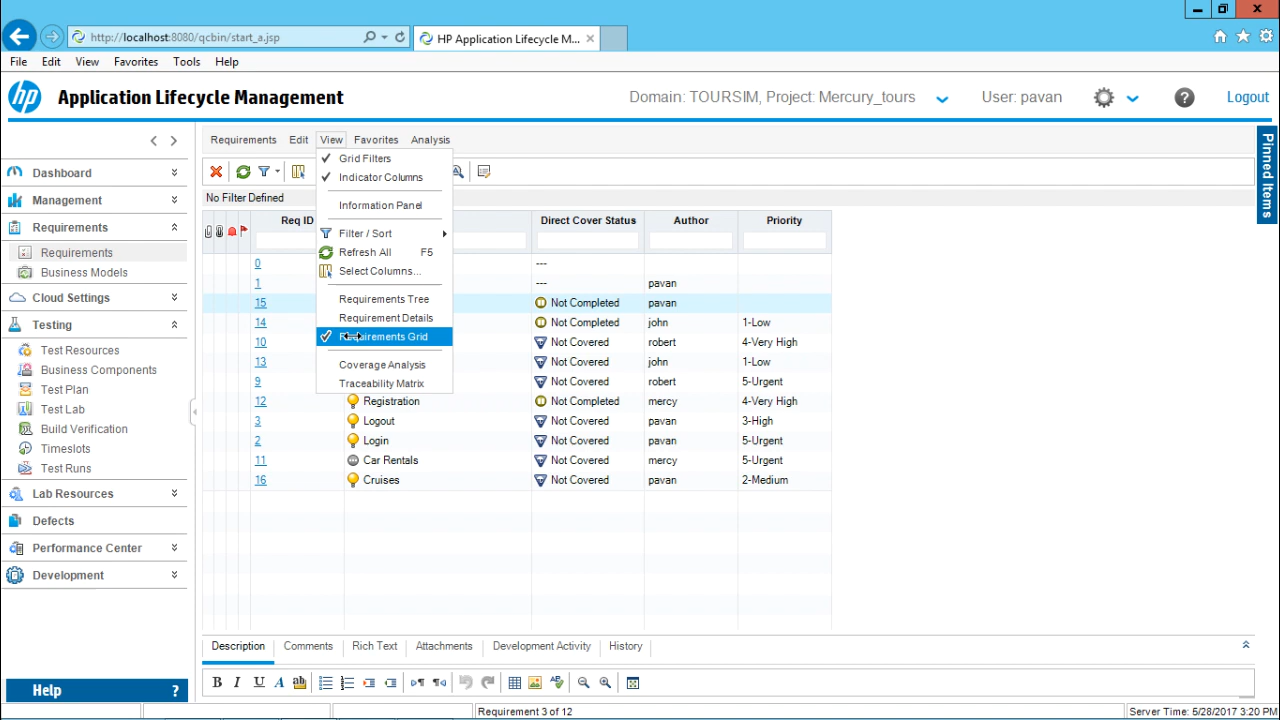 http://localhost:8080/qcbin/start_a.jsp
HP Application Lifecycle M...
File Edit View Favorites Tools Help
hp Application Lifecycle Management
Domain: TOURSIM, Project: Mercury_tours
User: pavan
? Logout
Pinned Items
Dashboard
Management
Requirements
Requirements
Business Models
Cloud Settings
Testing
Test Resources
Business Components
Test Plan
Test Lab
Build Verification
Timeslots
Test Runs
Lab Resources
Defects
Performance Center
Development
Help ?
Requirements Edit View Favorites Analysis
Grid Filters
Indicator Columns
Information Panel
Filter / Sort
Refresh All F5
Select Columns...
Requirements Tree
Requirement Details
Requirements Grid
Coverage Analysis
Traceability Matrix
No Filter Defined
Req ID Direct Cover Status Author Priority
0 ---
1 --- pavan
15 Not Completed pavan
14 Not Completed john 1-Low
10 Not Covered robert 4-Very High
13 Not Covered john 1-Low
9 Not Covered robert 5-Urgent
12 Registration Not Completed mercy 4-Very High
3 Logout Not Covered pavan 3-High
2 Login Not Covered pavan 5-Urgent
11 Car Rentals Not Covered mercy 5-Urgent
16 Cruises Not Covered pavan 2-Medium
Description Comments Rich Text Attachments Development Activity History
B I U A ab
Requirement 3 of 12
Server Time: 5/28/2017 3:20 PM